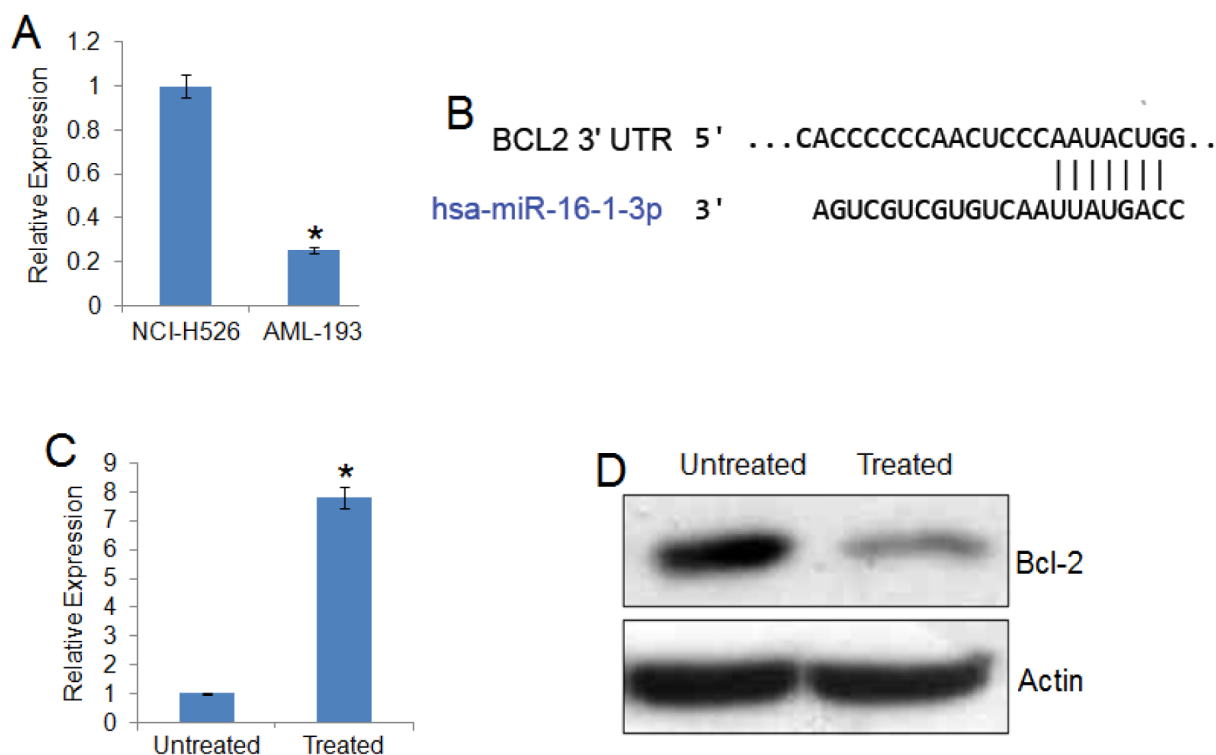 A
Relative Expression
1.2
1
0.8
0.6
0.4
0.2
0
*
NCI-H526 AML-193
B
BCL2 3' UTR 5' ...CACCCCCCAACUCCCAAUACUGG..
|||||||
hsa-miR-16-1-3p 3' AGUCGUCGUGUCAAUUAUGACC
C
Relative Expression
9
8
7
6
5
4
3
2
1
0
*
Untreated Treated
D
Untreated Treated
Bcl-2
Actin